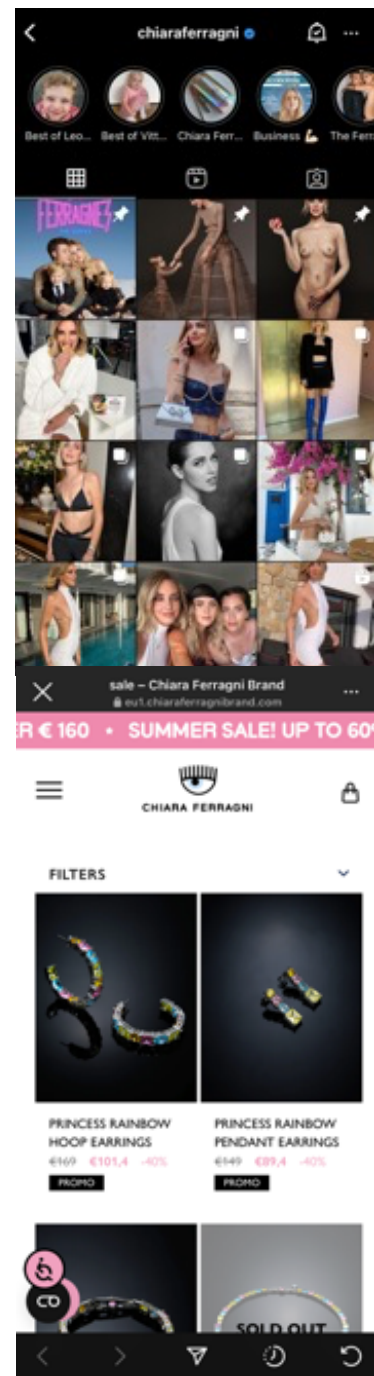 chiaraferragni
Best of Leo... Best of Vitt... Chiara Ferr... Business 💪 The Ferr
FERRAGNEZ
sale – Chiara Ferragni Brand
eu1.chiaraferragnibrand.com
ER € 160 • SUMMER SALE! UP TO 60%
CHIARA FERRAGNI
FILTERS
PRINCESS RAINBOW HOOP EARRINGS
€169 €101,4 -40%
PROMO
PRINCESS RAINBOW PENDANT EARRINGS
€149 €89,4 -40%
PROMO
SOLD OUT